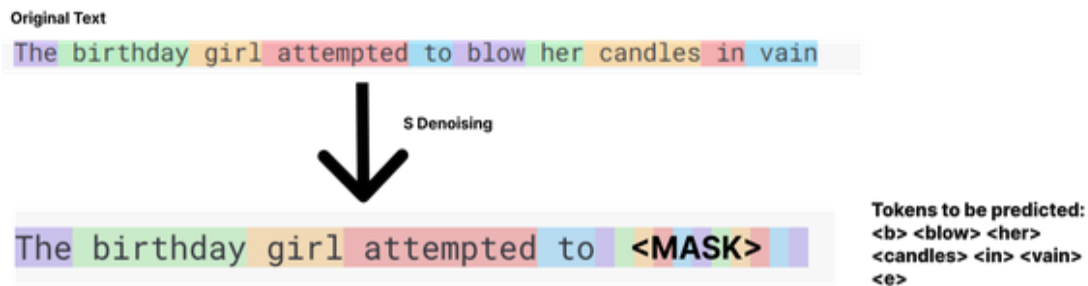 Original Text
The birthday girl attempted to blow her candles in vain
S Denoising
The birthday girl attempted to <MASK>
Tokens to be predicted:
<b> <blow> <her>
<candles> <in> <vain>
<e>